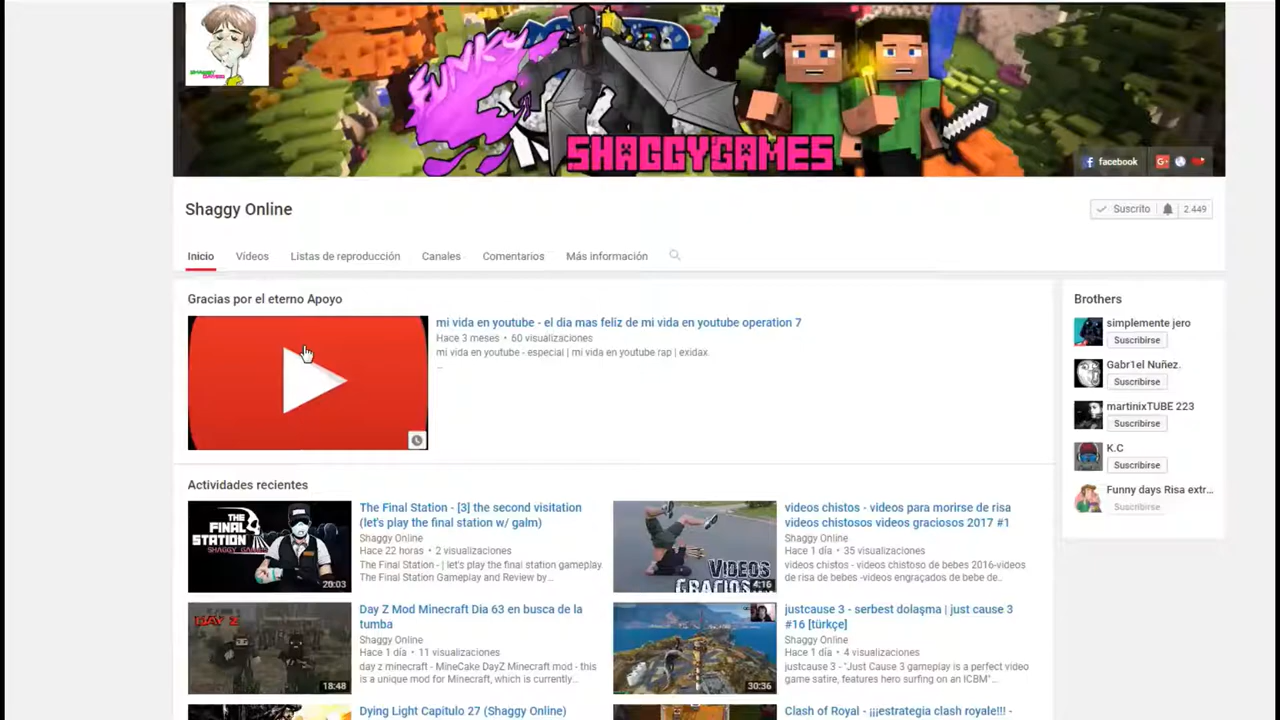 SHAGGYGAMES
facebook
Shaggy Online
Suscrito 2.449
Inicio Vídeos Listas de reproducción Canales Comentarios Más información
Gracias por el eterno Apoyo
mi vida en youtube - el dia mas feliz de mi vida en youtube operation 7
Hace 3 meses • 60 visualizaciones
mi vida en youtube - especial | mi vida en youtube rap | exidax.
...
Brothers
simplemente jero
Suscribirse
Gabr1el Nuñez.
Suscribirse
martinixTUBE 223
Suscribirse
K.C
Suscribirse
Funny days Risa extr...
Suscribirse
Actividades recientes
THE FINAL STATION
SHAGGY GAMES
20:03
The Final Station - [3] the second visitation
(let's play the final station w/ galm)
Shaggy Online
Hace 22 horas • 2 visualizaciones
The Final Station - | let's play the final station gameplay
The Final Station Gameplay and Review by...
VIDEOS
GRACIOSOS
4:16
videos chistos - videos para morirse de risa
videos chistosos videos graciosos 2017 #1
Shaggy Online
Hace 1 día • 35 visualizaciones
videos chistos - videos chistoso de bebes 2016-videos
de risa de bebes -videos engraçados de bebe de...
DAY Z
18:48
Day Z Mod Minecraft Dia 63 en busca de la
tumba
Shaggy Online
Hace 1 día • 11 visualizaciones
day z minecraft - MineCake DayZ Minecraft mod - this
is a unique mod for Minecraft, which is currently...
30:36
justcause 3 - serbest dolaşma | just cause 3
#16 [türkçe]
Shaggy Online
Hace 1 día • 4 visualizaciones
justcause 3 - "Just Cause 3 gameplay is a perfect video
game satire, features hero surfing on an ICBM"...
Dying Light Capitulo 27 (Shaggy Online)
Clash of Royal - ¡¡¡estrategia clash royale!!! -